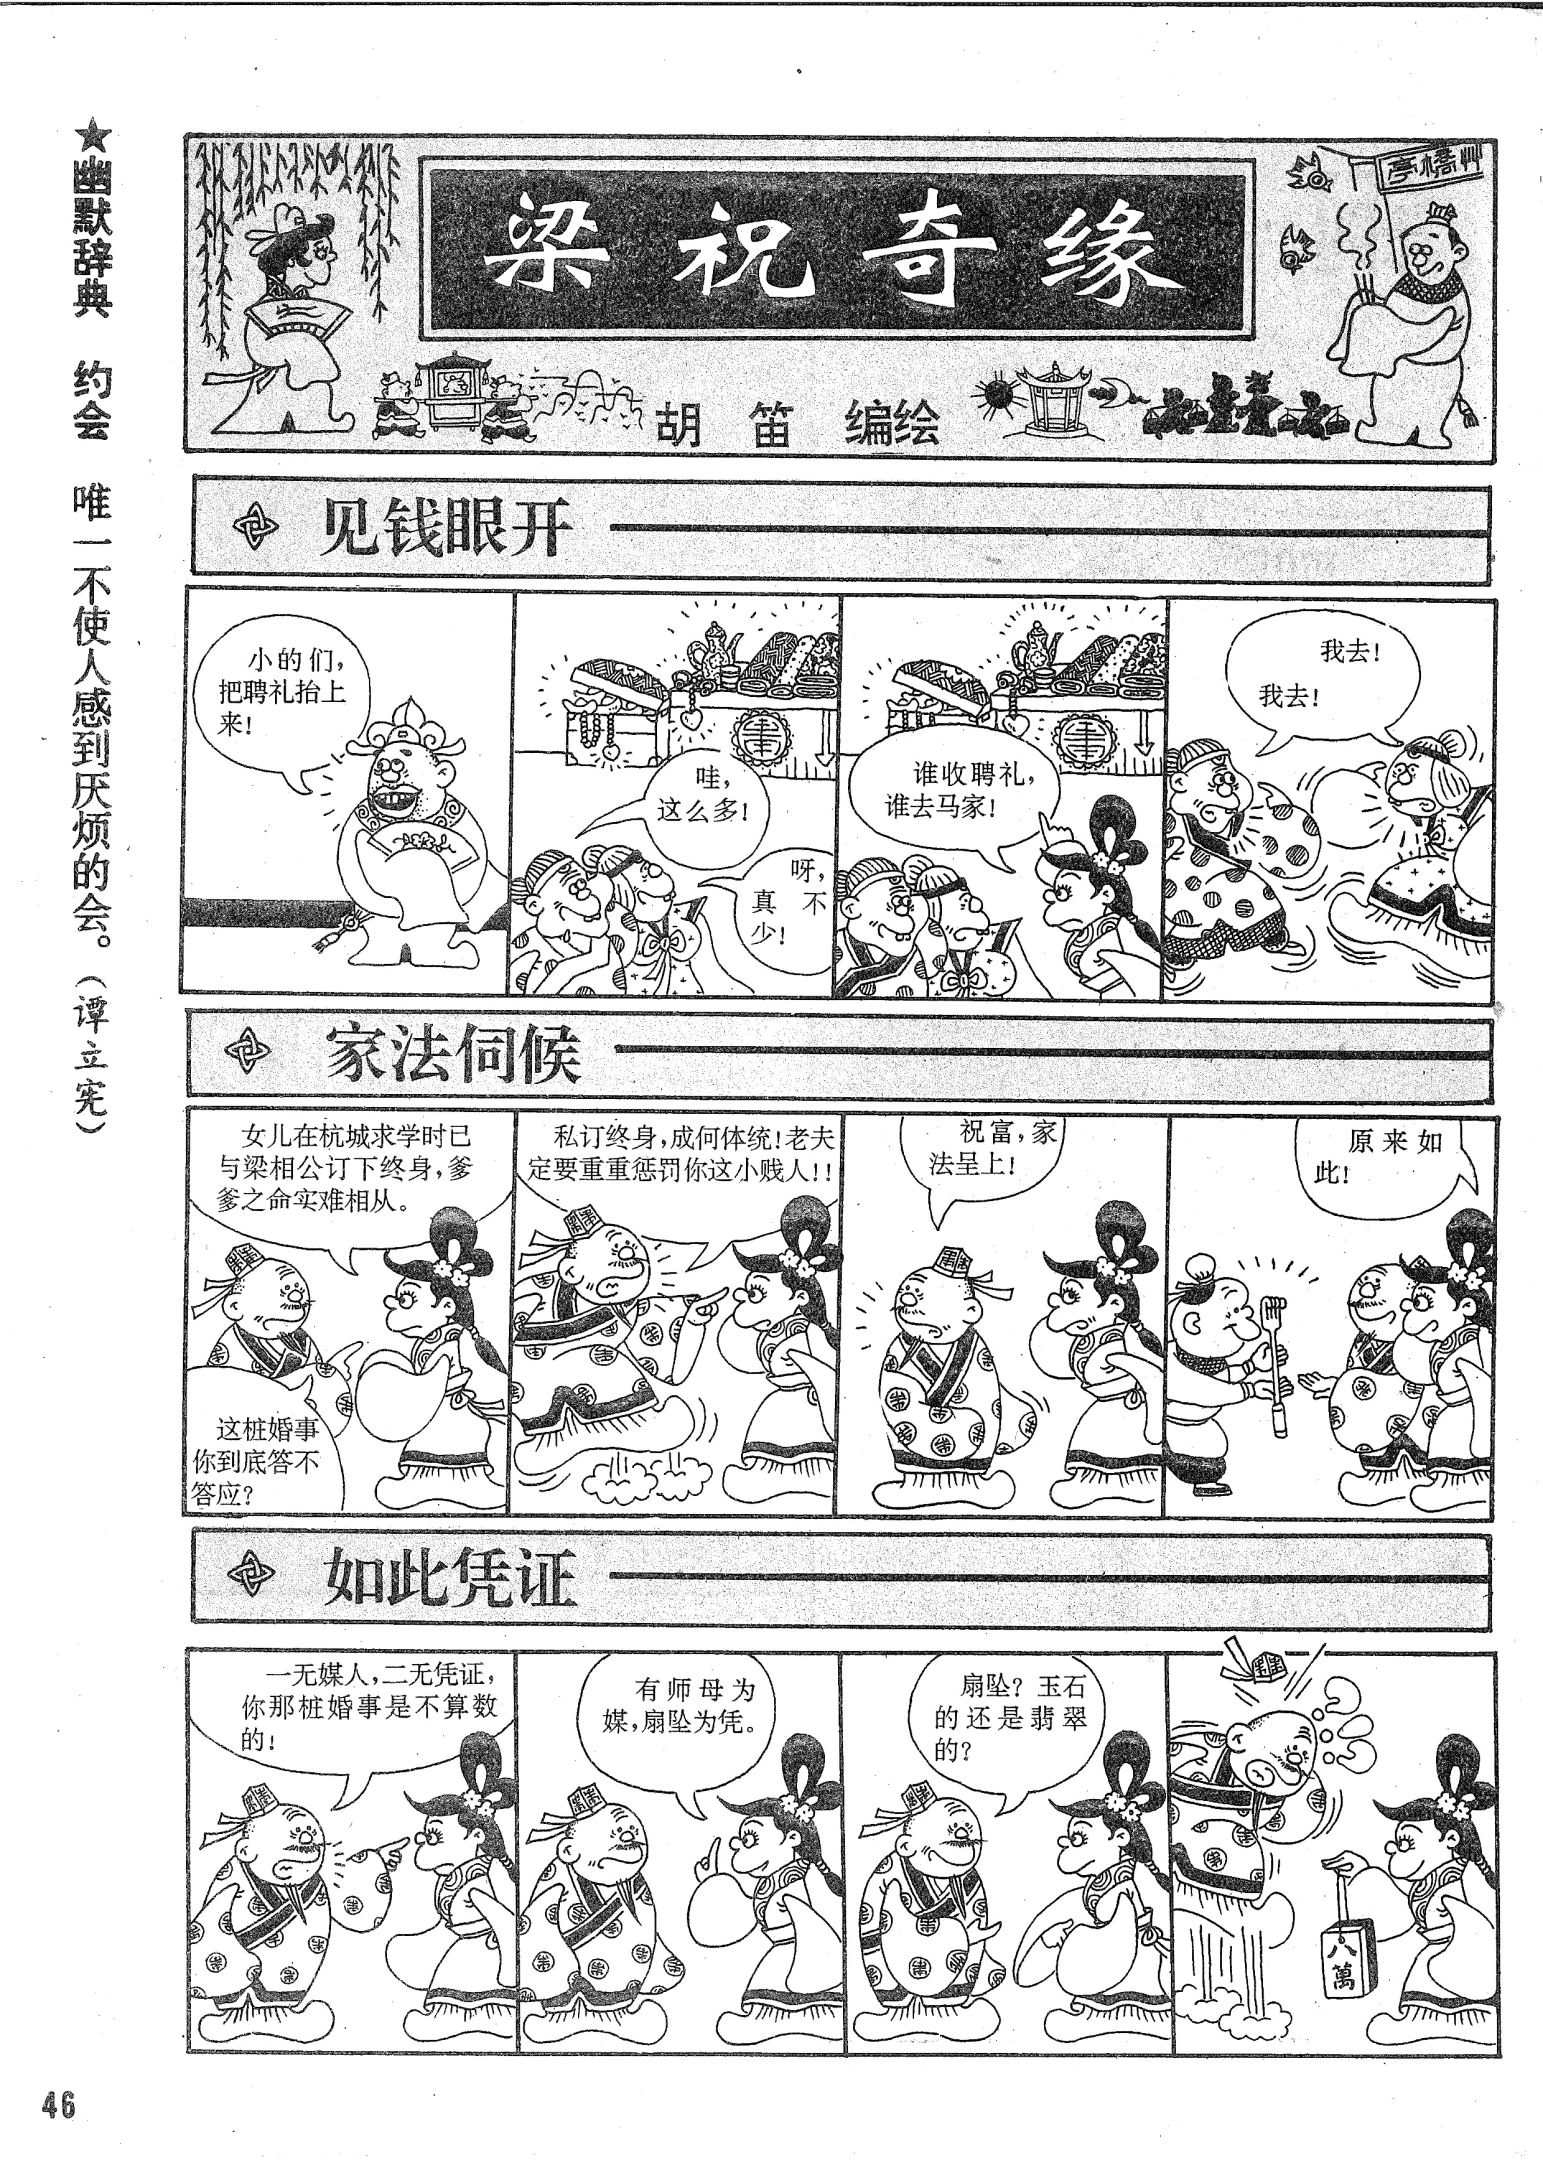 ★幽默辞典　约会　唯一不使人感到厌烦的会。（谭立宪）
梁祝奇缘
草橋亭
胡笛 编绘
见钱眼开
小的们，
把聘礼抬上
来！
哇，
这么多！
呀，
真不
少！
谁收聘礼，
谁去马家！
我去！
我去！
家法伺候
女儿在杭城求学时已
与梁相公订下终身，爹
爹之命实难相从。
这桩婚事
你到底答不
答应？
私订终身，成何体统！老夫
定要重重惩罚你这小贱人！！
祝富，家
法呈上！
原来如
此！
如此凭证
一无媒人，二无凭证，
你那桩婚事是不算数
的！
有师母为
媒，扇坠为凭。
扇坠？玉石
的还是翡翠
的？
八
萬
46